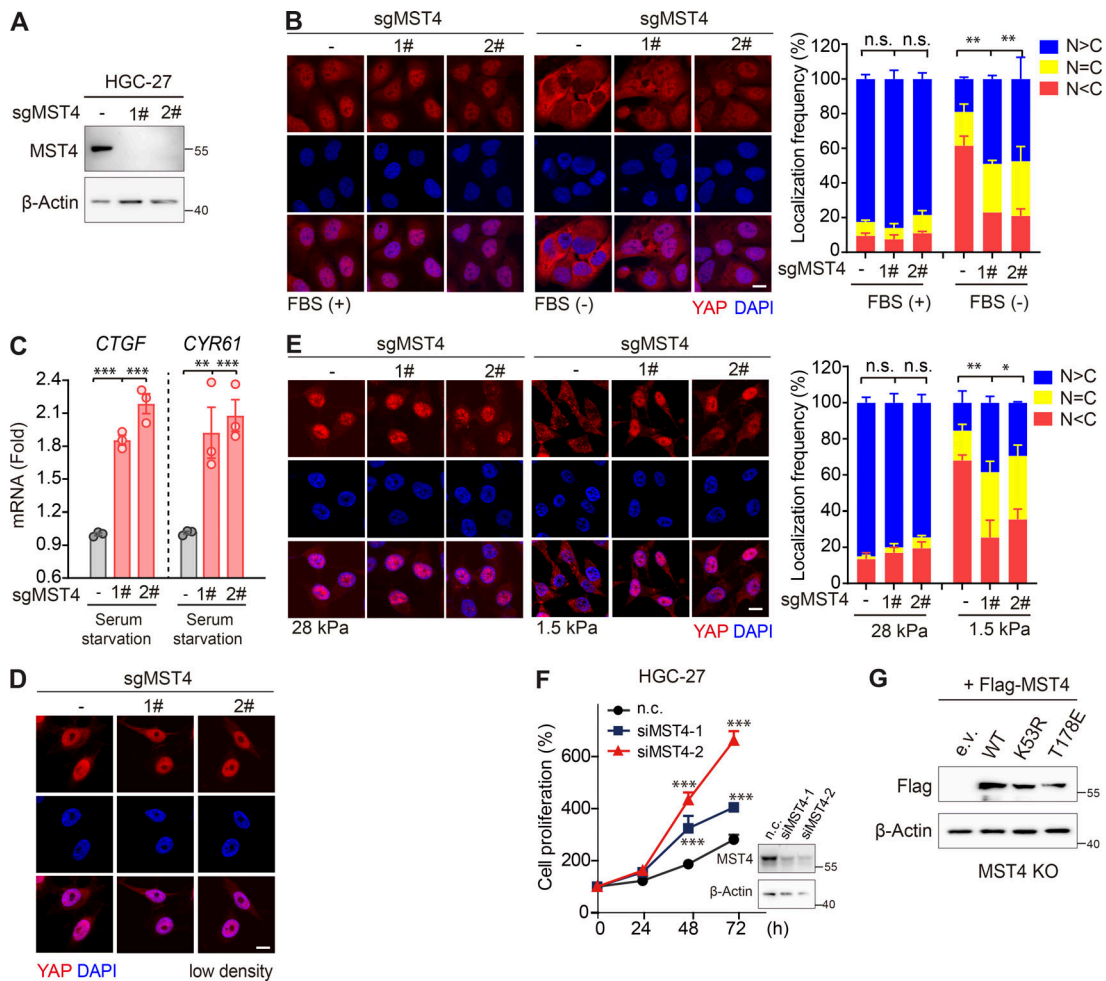 A
HGC-27
sgMST4
- 1# 2#
MST4
55
β-Actin
40
B
sgMST4 sgMST4
- 1# 2# - 1# 2#
FBS (+) FBS (-) YAP DAPI
Localization frequency (%)
120
100
80
60
40
20
0
n.s. n.s. ** **
N>C
N=C
N<C
sgMST4 - 1# 2# - 1# 2#
FBS (+) FBS (-)
C
CTGF CYR61
*** *** ** ***
mRNA (Fold)
2.4
2.1
1.8
1.5
1.2
0.9
0.6
sgMST4 - 1# 2# - 1# 2#
Serum starvation Serum starvation
D
sgMST4
- 1# 2#
YAP DAPI low density
E
sgMST4 sgMST4
- 1# 2# - 1# 2#
28 kPa 1.5 kPa YAP DAPI
Localization frequency (%)
120
100
80
60
40
20
0
n.s. n.s. ** *
N>C
N=C
N<C
sgMST4 - 1# 2# - 1# 2#
28 kPa 1.5 kPa
F
HGC-27
n.c.
siMST4-1
siMST4-2
Cell proliferation (%)
600
400
200
0
***
***
***
***
0 24 48 72 (h)
n.c. siMST4-1 siMST4-2
MST4
55
β-Actin
40
G
+ Flag-MST4
e.v. WT K53R T178E
Flag
55
β-Actin
40
MST4 KO